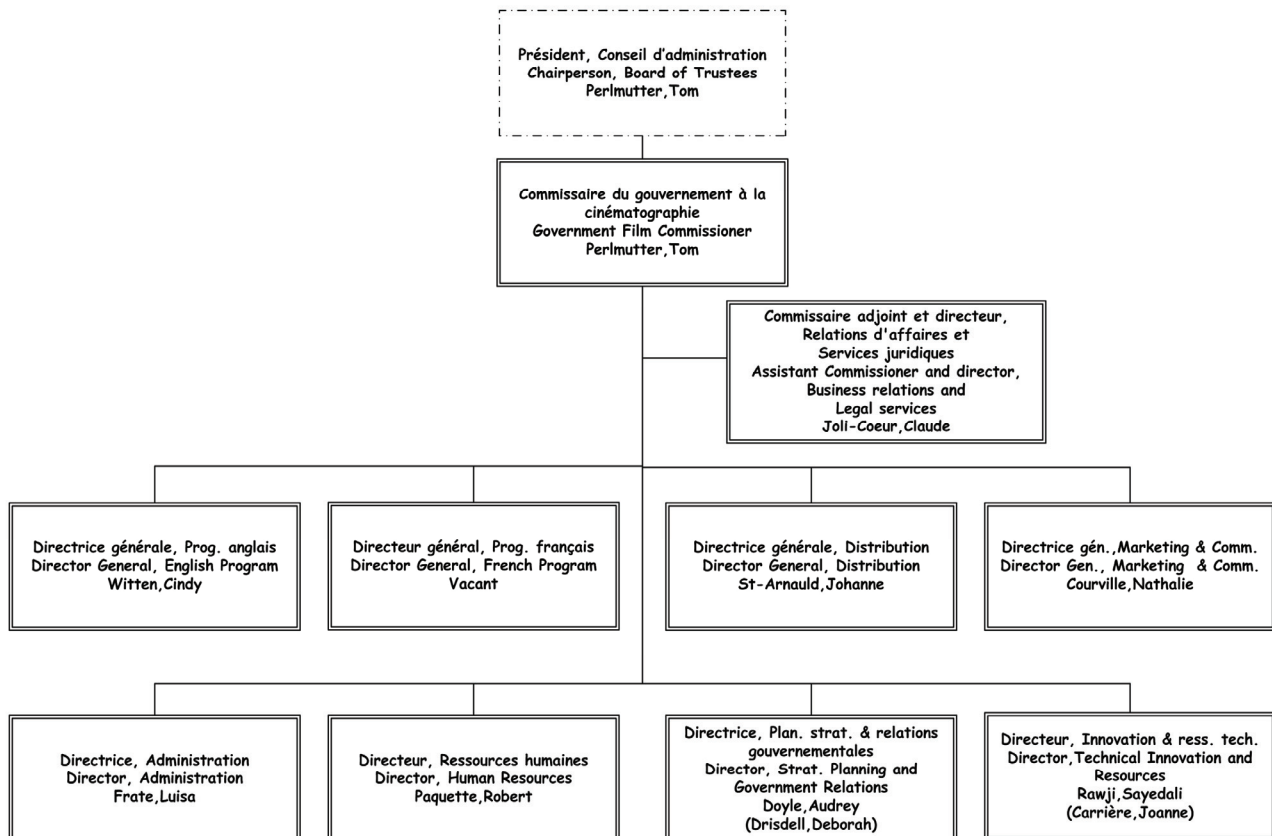 Président, Conseil d'administration
Chairperson, Board of Trustees
Perlmutter,Tom
Commissaire du gouvernement à la
cinématographie
Government Film Commissioner
Perlmutter,Tom
Commissaire adjoint et directeur,
Relations d'affaires et
Services juridiques
Assistant Commissioner and director,
Business relations and
Legal services
Joli-Coeur,Claude
Directrice générale, Prog. anglais
Director General, English Program
Witten,Cindy
Directeur général, Prog. français
Director General, French Program
Vacant
Directrice générale, Distribution
Director General, Distribution
St-Arnauld,Johanne
Directrice gén.,Marketing & Comm.
Director Gen., Marketing & Comm.
Courville,Nathalie
Directrice, Administration
Director, Administration
Frate,Luisa
Directeur, Ressources humaines
Director, Human Resources
Paquette,Robert
Directrice, Plan. strat. & relations
gouvernementales
Director, Strat. Planning and
Government Relations
Doyle,Audrey
(Drisdell,Deborah)
Directeur, Innovation & ress. tech.
Director,Technical Innovation and
Resources
Rawji,Sayedali
(Carrière,Joanne)